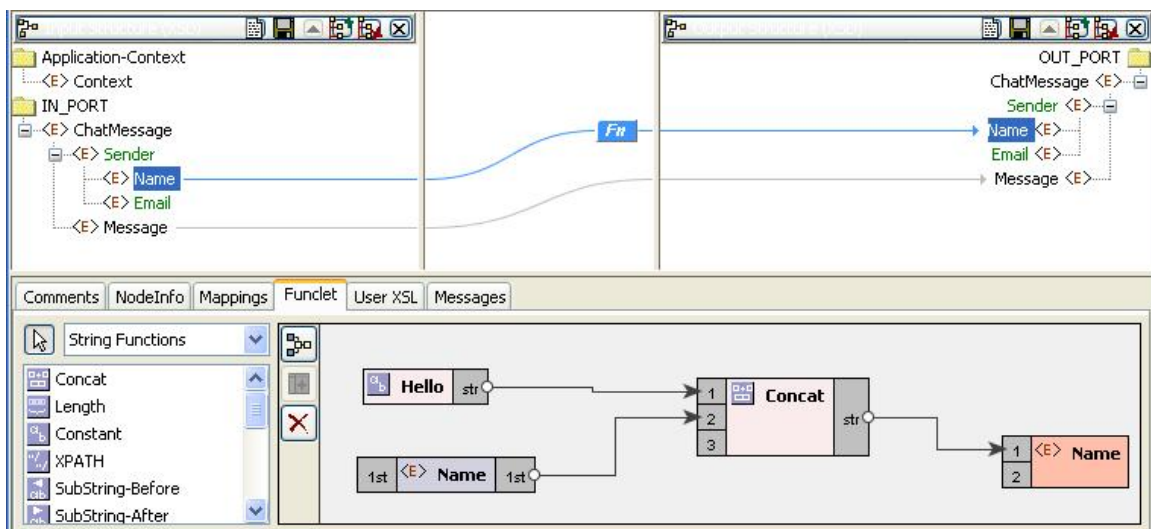 Application-Context
<E> Context
IN_PORT
<E> ChatMessage
<E> Sender
<E> Name
<E> Email
<E> Message
Fn
OUT_PORT
ChatMessage <E>
Sender <E>
Name <E>
Email <E>
Message <E>
Comments NodeInfo Mappings Funclet User XSL Messages
String Functions
Concat
Length
Constant
XPATH
SubString-Before
SubString-After
Hello str
1st <E> Name 1st
1 Concat
2 str
3
1 <E> Name
2